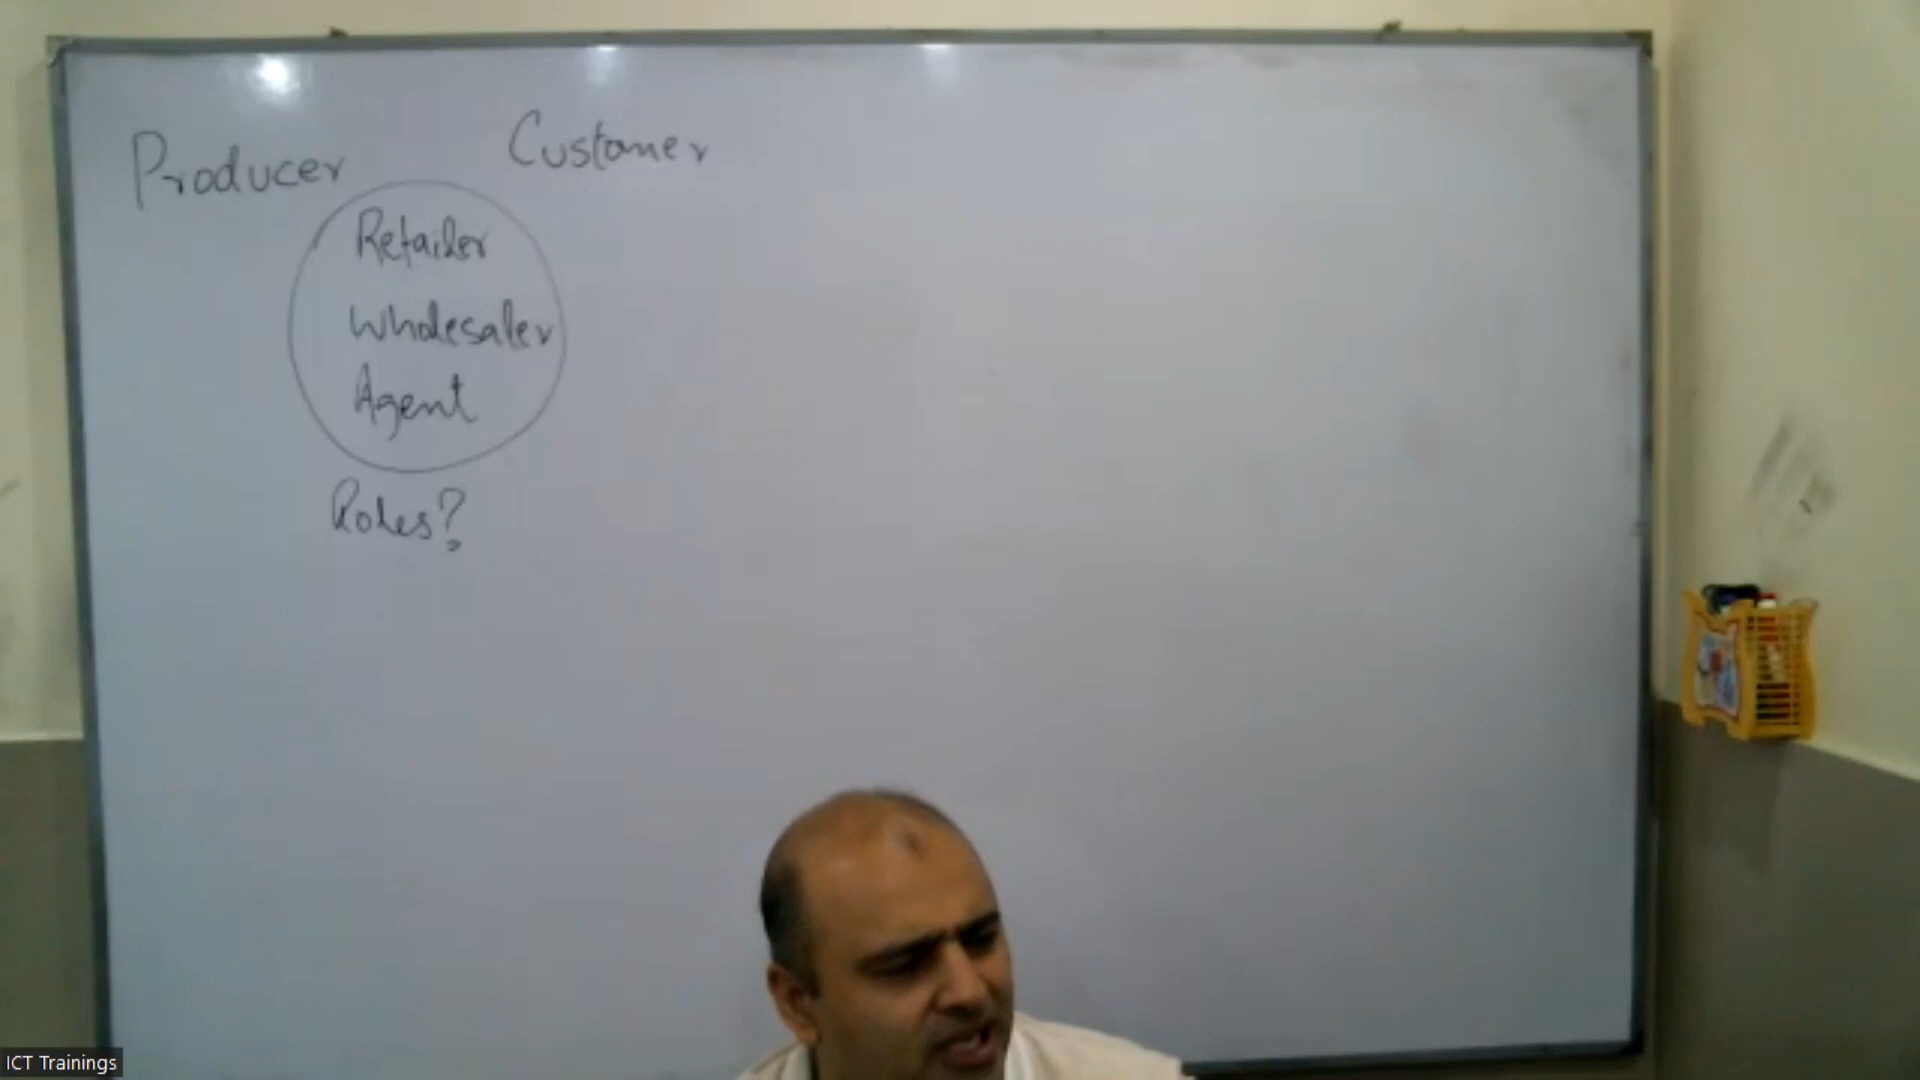 Producer
Customer
Retailer
Wholesaler
Agent
Roles?
ICT Trainings